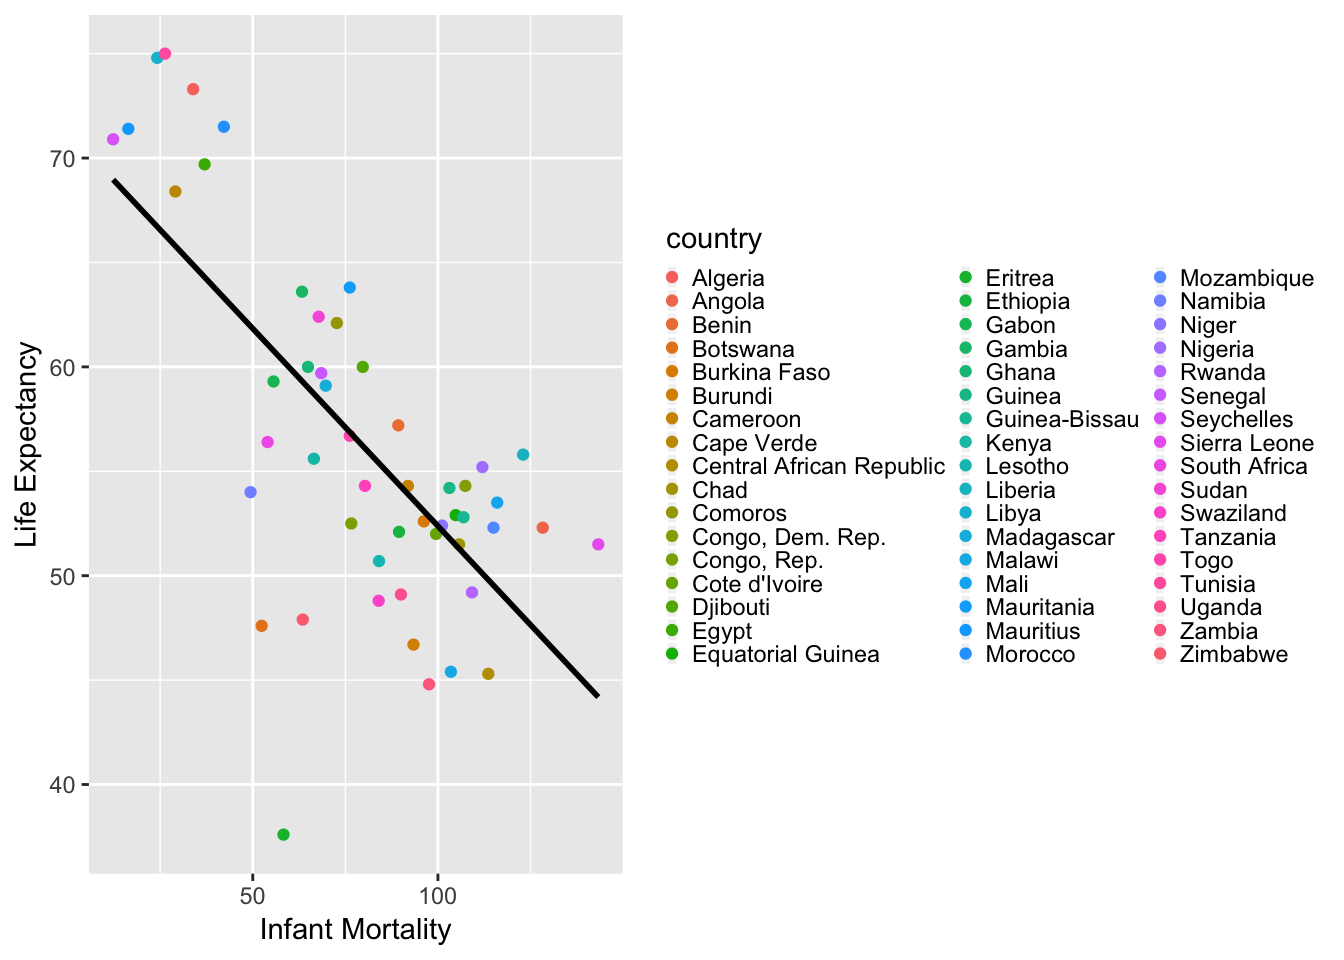 70
60
50
40
Life Expectancy
50
100
Infant Mortality
country
Algeria
Angola
Benin
Botswana
Burkina Faso
Burundi
Cameroon
Cape Verde
Central African Republic
Chad
Comoros
Congo, Dem. Rep.
Congo, Rep.
Cote d'Ivoire
Djibouti
Egypt
Equatorial Guinea
Eritrea
Ethiopia
Gabon
Gambia
Ghana
Guinea
Guinea-Bissau
Kenya
Lesotho
Liberia
Libya
Madagascar
Malawi
Mali
Mauritania
Mauritius
Morocco
Mozambique
Namibia
Niger
Nigeria
Rwanda
Senegal
Seychelles
Sierra Leone
South Africa
Sudan
Swaziland
Tanzania
Togo
Tunisia
Uganda
Zambia
Zimbabwe